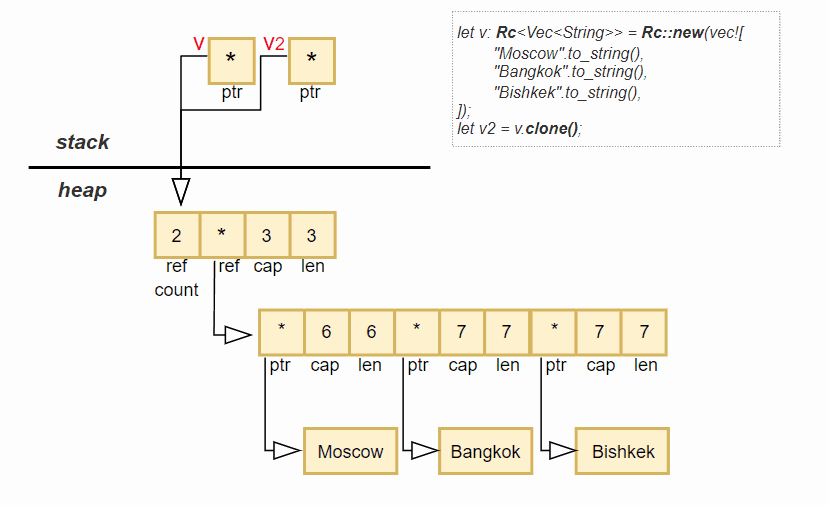 V * V2 *
ptr ptr
let v: Rc<Vec<String>> = Rc::new(vec![
"Moscow".to_string(),
"Bangkok".to_string(),
"Bishkek".to_string(),
]);
let v2 = v.clone();
stack
heap
2 * 3 3
ref ref cap len
count
* 6 6 * 7 7 * 7 7
ptr cap len ptr cap len ptr cap len
Moscow Bangkok Bishkek